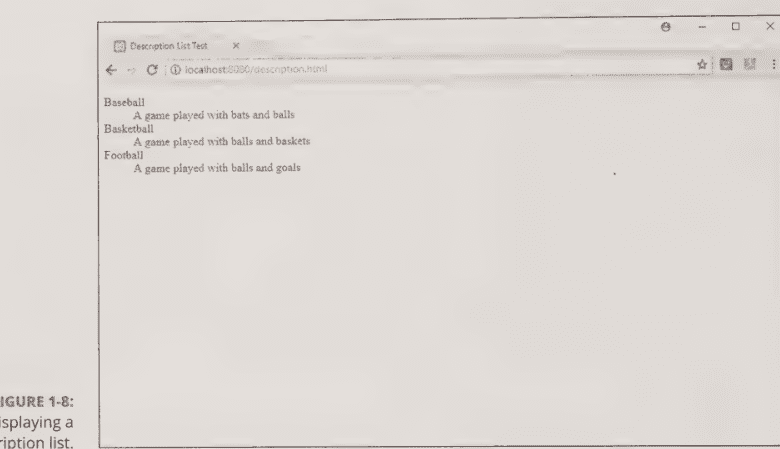 Description List Test
localhost:8080/description.html
Baseball
A game played with bats and balls
Basketball
A game played with balls and baskets
Football
A game played with balls and goals
IGURE 1-8:
isplaying a
ription list.